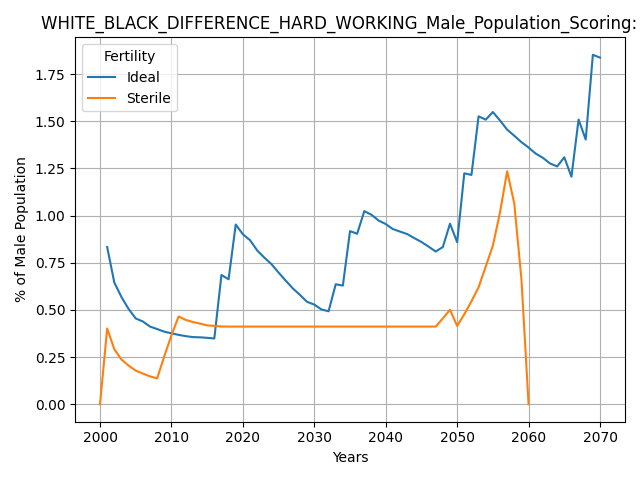 WHITE_BLACK_DIFFERENCE_HARD_WORKING_Male_Population_Scoring:
Fertility
Ideal
Sterile
% of Male Population
1.75
1.50
1.25
1.00
0.75
0.50
0.25
0.00
2000 2010 2020 2030 2040 2050 2060 2070
Years